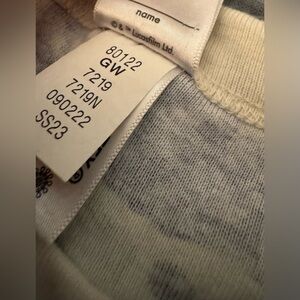 name
© & ™ Lucasfilm Ltd.
80122
GW
7219
7219N
090222
SS23